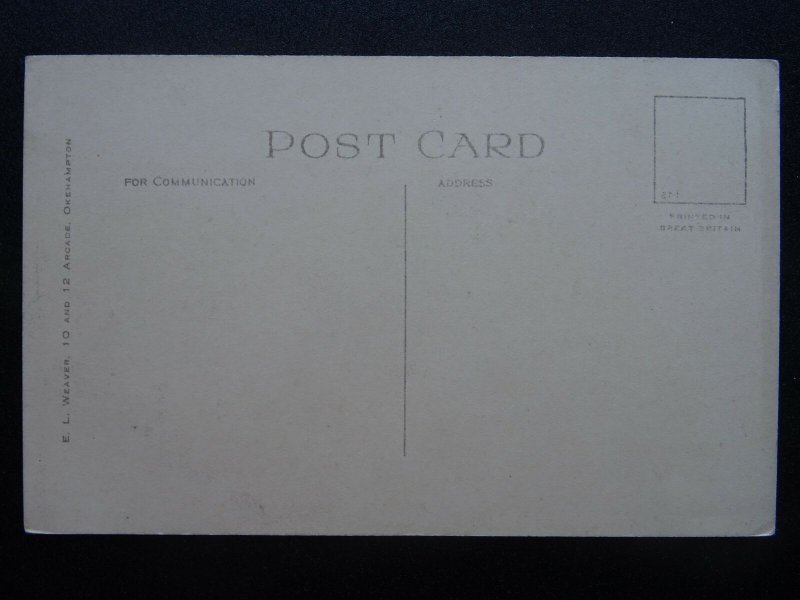 POST CARD
FOR COMMUNICATION
ADDRESS
PRINTED IN
GREAT BRITAIN
E. L. WEAVER, 10 AND 12 ARCADE, OKEHAMPTON